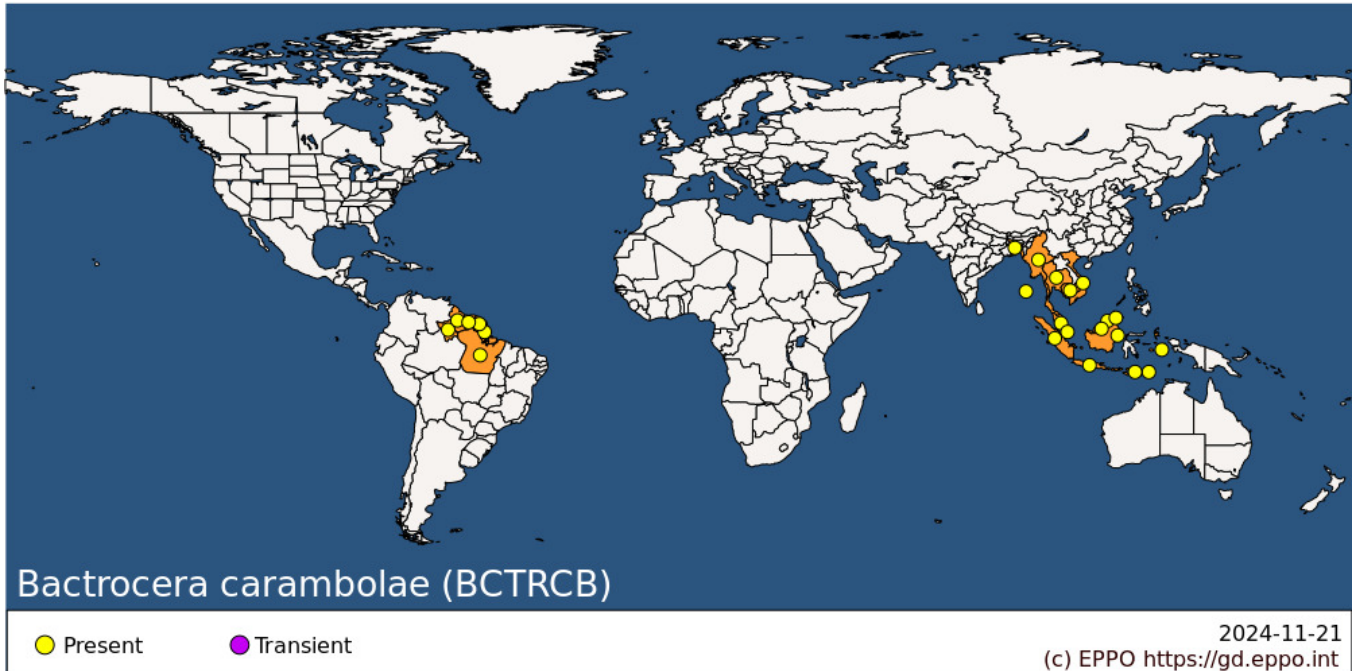 Bactrocera carambolae (BCTRCB)
Present
Transient
2024-11-21
(c) EPPO https://gd.eppo.int